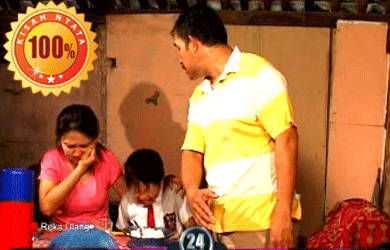 KISAH NYATA
100%
Reka Ulang
24